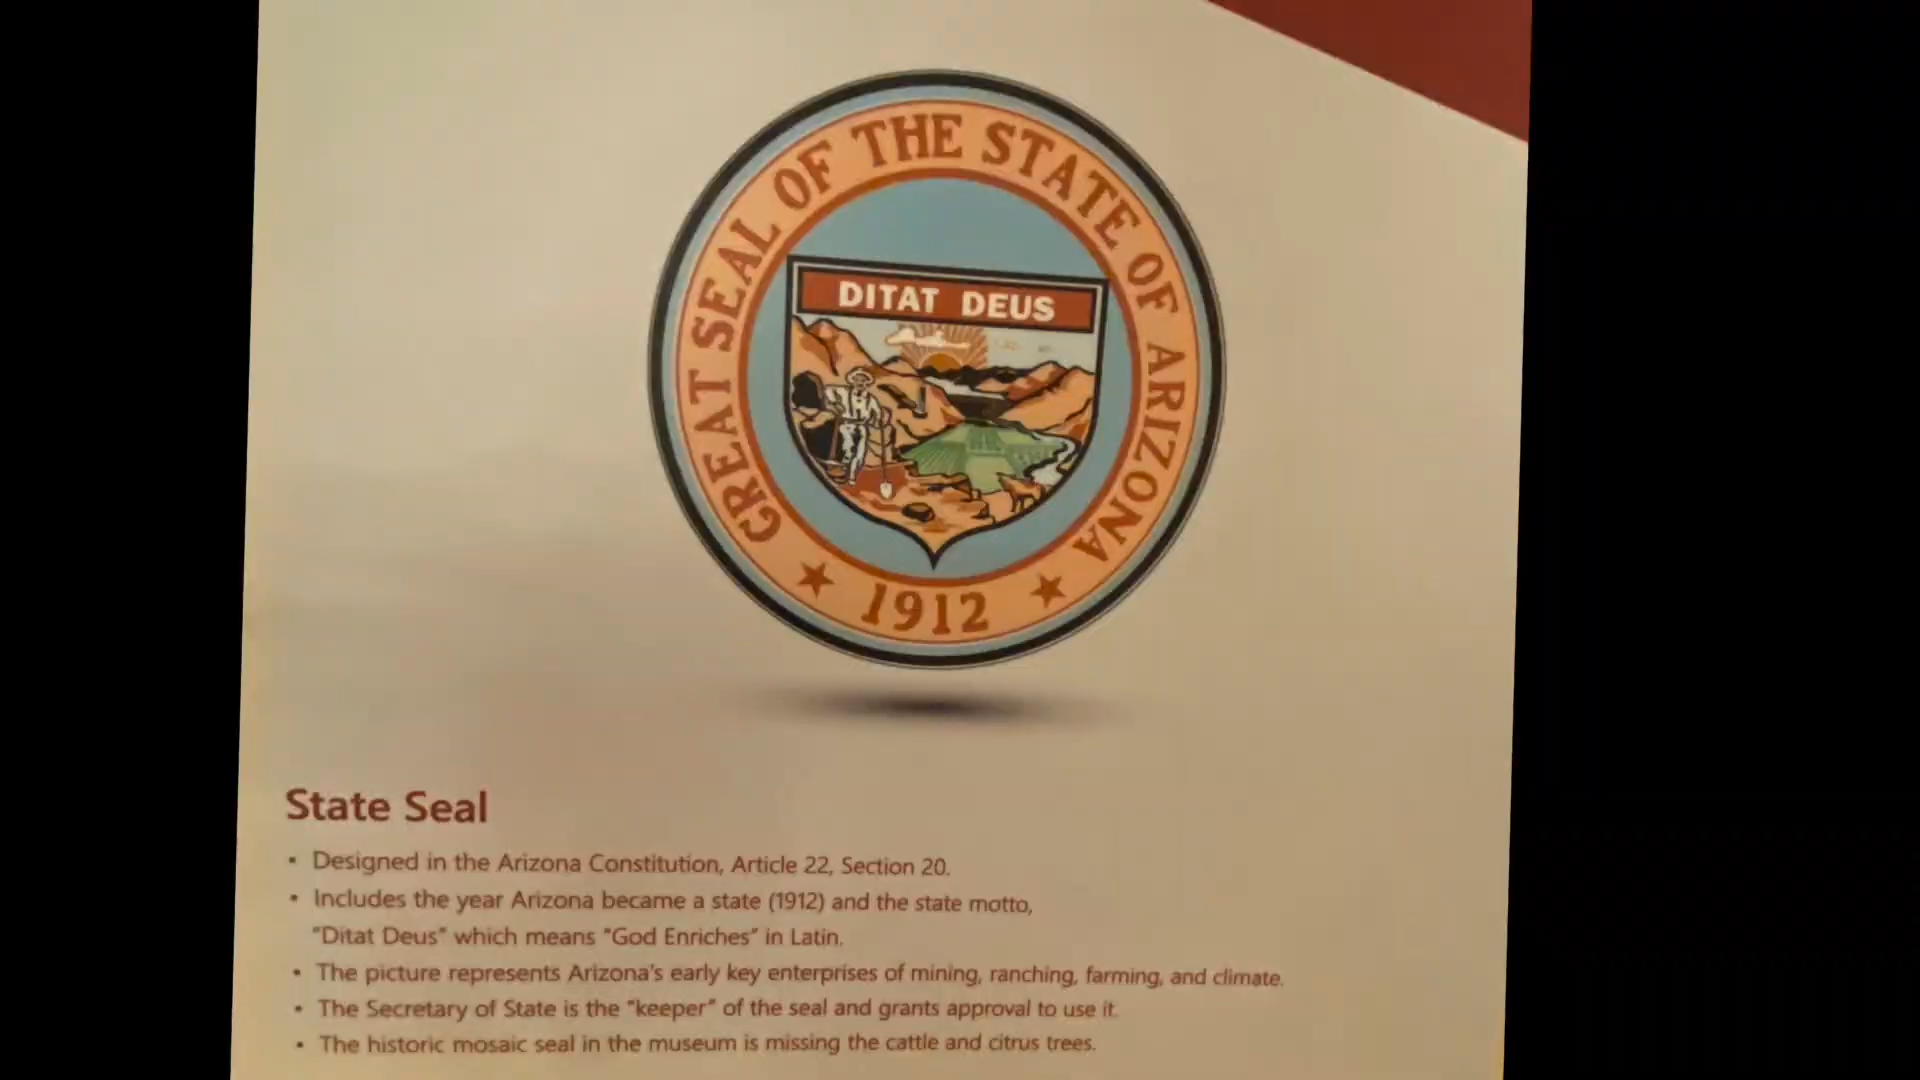 GREAT SEAL OF THE STATE OF ARIZONA
DITAT DEUS
★ 1912 ★
State Seal
• Designed in the Arizona Constitution, Article 22, Section 20.
• Includes the year Arizona became a state (1912) and the state motto,
"Ditat Deus" which means "God Enriches" in Latin.
• The picture represents Arizona's early key enterprises of mining, ranching, farming, and climate.
• The Secretary of State is the "keeper" of the seal and grants approval to use it.
• The historic mosaic seal in the museum is missing the cattle and citrus trees.